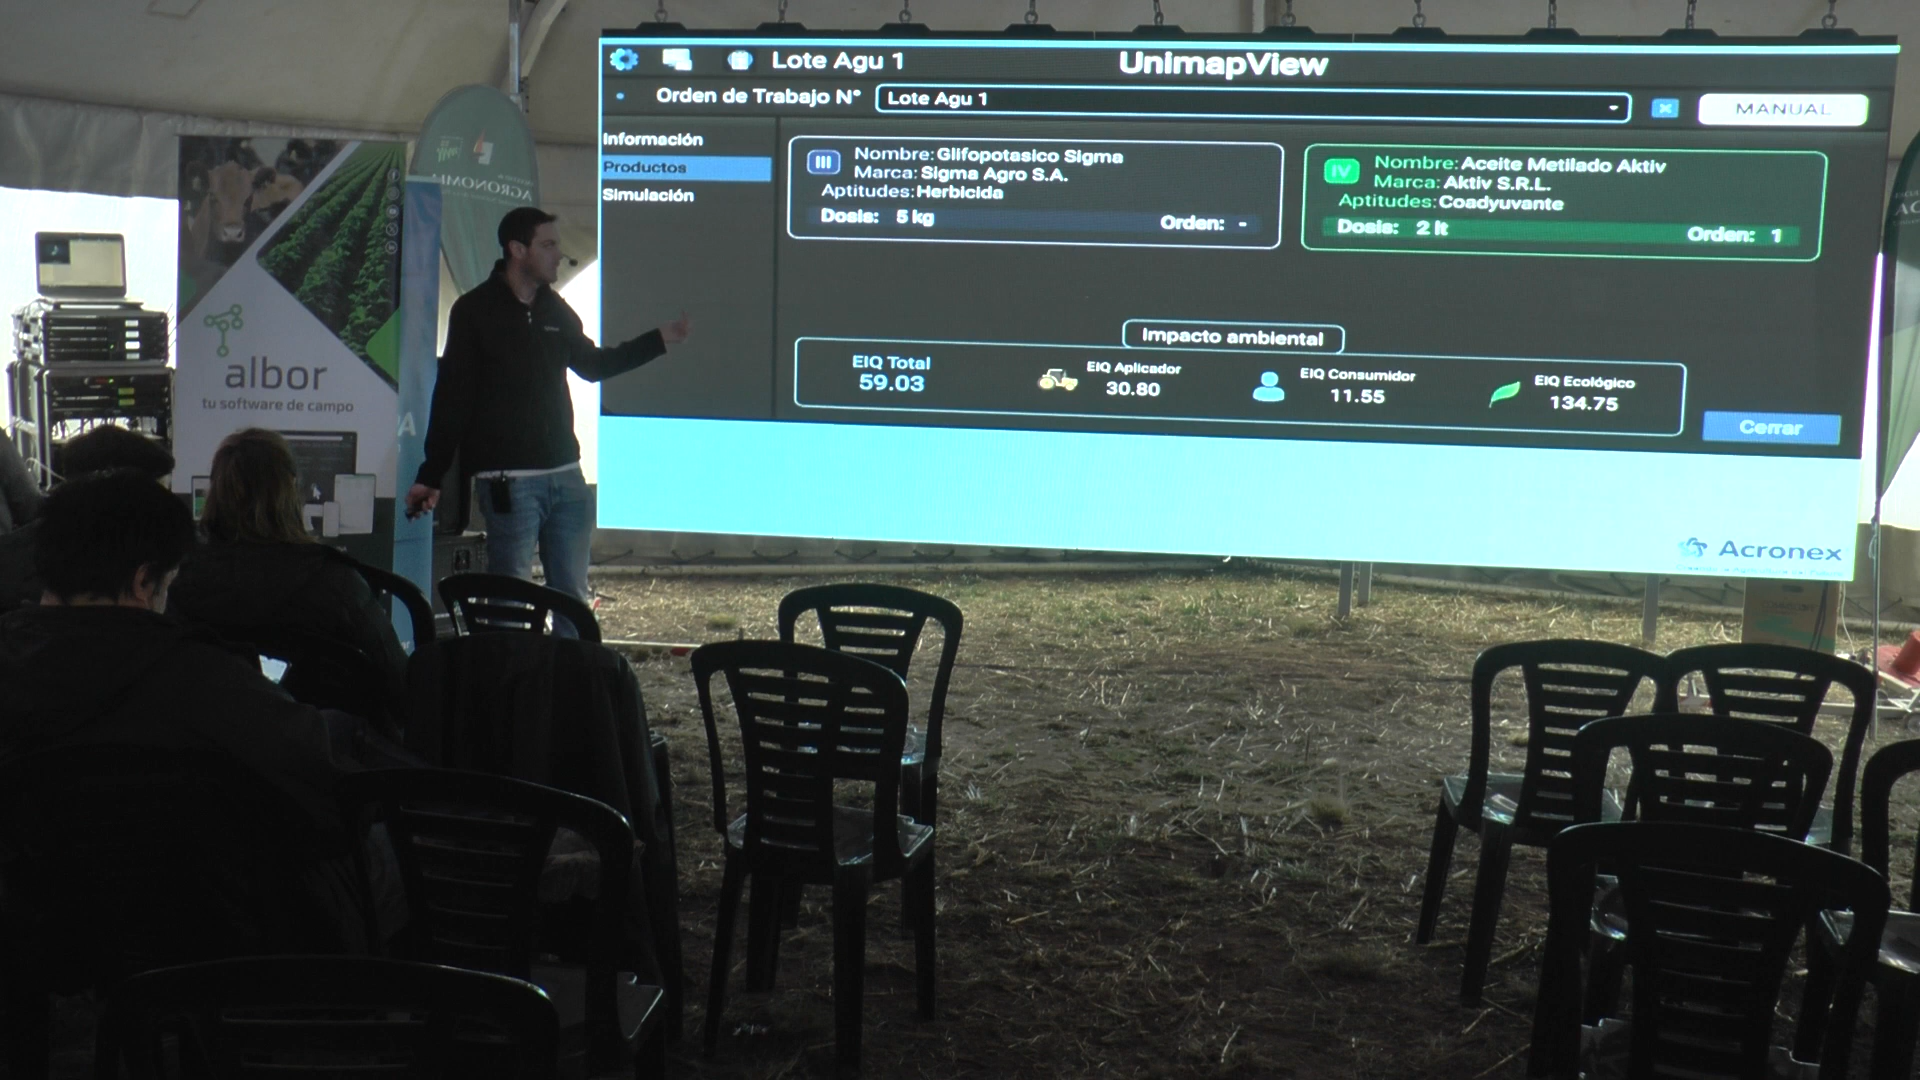 Lote Agu 1
UnimapView
Orden de Trabajo N°
Lote Agu 1
MANUAL
Información
Productos
Simulación
III
Nombre: Glifopotasico Sigma
Marca: Sigma Agro S.A.
Aptitudes: Herbicida
Dosis: 5 kg
Orden: -
IV
Nombre: Aceite Metilado Aktiv
Marca: Aktiv S.R.L.
Aptitudes: Coadyuvante
Dosis: 2 lt
Orden: 1
Impacto ambiental
EIQ Total
59.03
EIQ Aplicador
30.80
EIQ Consumidor
11.55
EIQ Ecológico
134.75
Cerrar
Acronex
albor
tu software de campo
AGRONOMIA